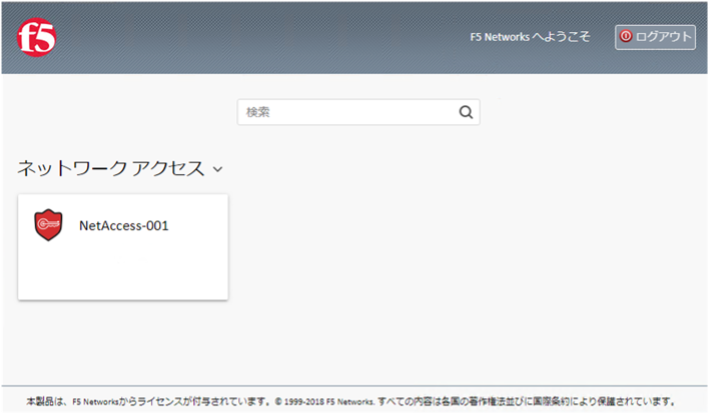 f5
F5 Networks へようこそ
ログアウト
検索
ネットワーク アクセス
NetAccess-001
本製品は、F5 Networksからライセンスが付与されています。© 1999-2018 F5 Networks. すべての内容は各国の著作権法並びに国際条約により保護されています。